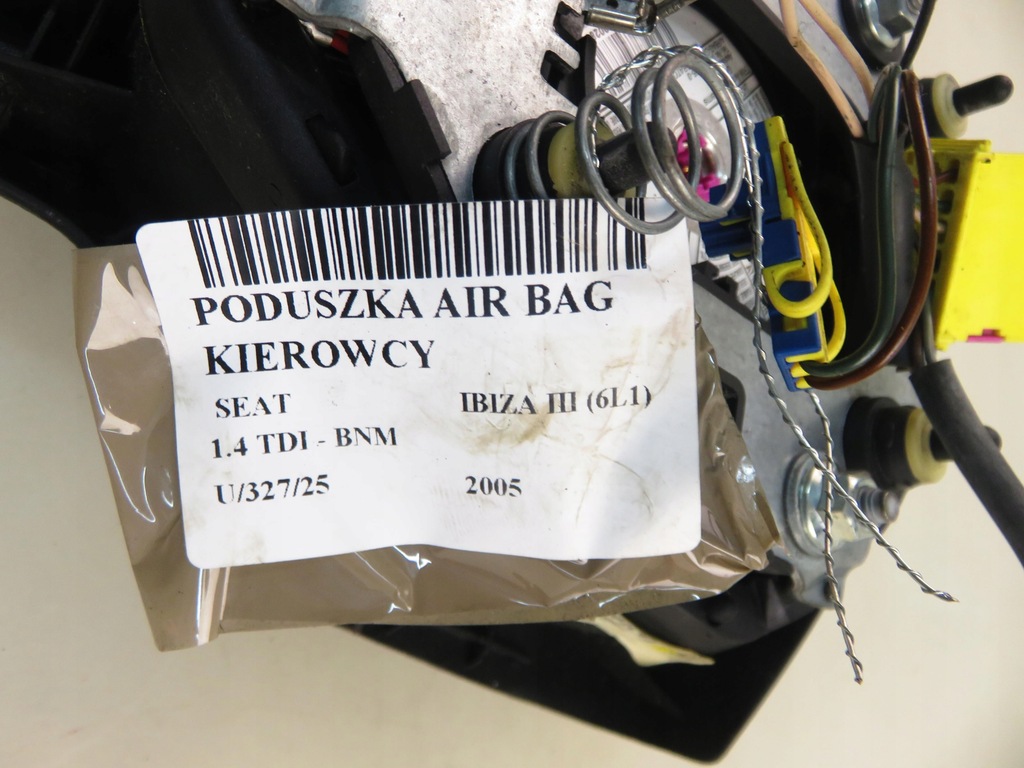 PODUSZKA AIR BAG
KIEROWCY
SEAT IBIZA III (6L1)
1.4 TDI - BNM
U/327/25 2005